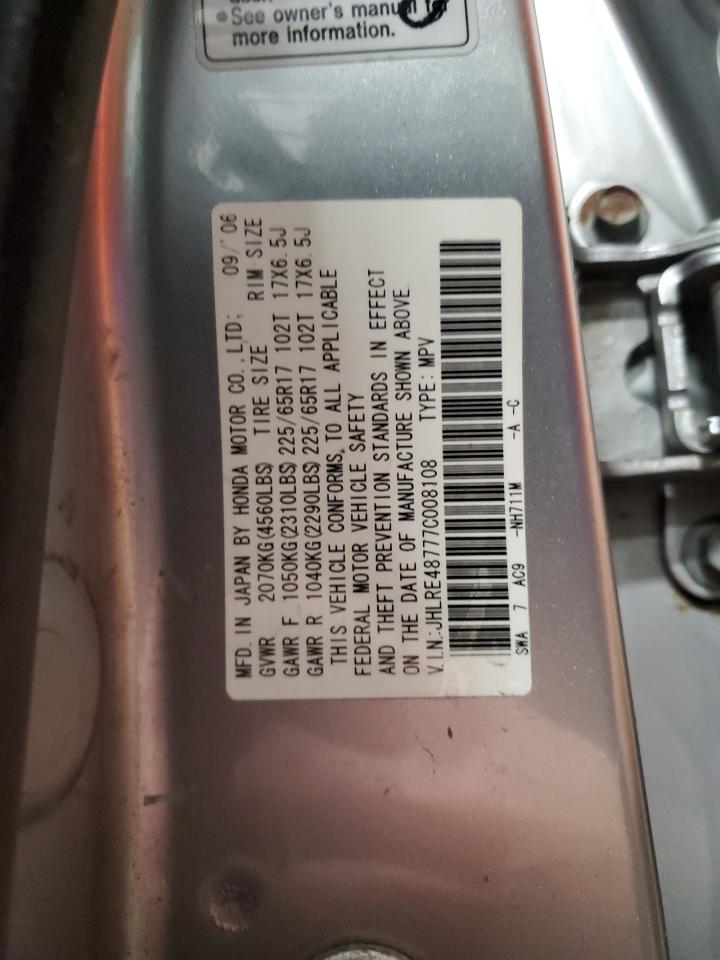 ●See owner's manual for
more information.
MFD. IN JAPAN BY HONDA MOTOR CO.,LTD; 09/'06
GVWR 2070KG(4560LBS) TIRE SIZE RIM SIZE
GAWR F 1050KG(2310LBS) 225/65R17 102T 17X6.5J
GAWR R 1040KG(2290LBS) 225/65R17 102T 17X6.5J
THIS VEHICLE CONFORMS TO ALL APPLICABLE
FEDERAL MOTOR VEHICLE SAFETY
AND THEFT PREVENTION STANDARDS IN EFFECT
ON THE DATE OF MANUFACTURE SHOWN ABOVE.
V.I.N.:JHLRE48777C008108 TYPE: MPV
SWA 7 AC9 -NH711M -A -C